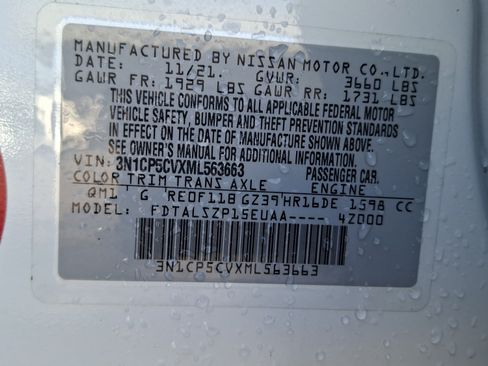 MANUFACTURED BY NISSAN MOTOR CO.,LTD.
DATE: 11/21. GVWR: 3660 LBS
GAWR FR: 1929 LBS GAWR RR: 1731 LBS
THIS VEHICLE CONFORMS TO ALL APPLICABLE FEDERAL MOTOR
VEHICLE SAFETY, BUMPER AND THEFT PREVENTION STANDARDS
IN EFFECT ON THE DATE OF MANUFACTURE SHOWN ABOVE.
SEE OWNER'S MANUAL FOR ADDITIONAL INFORMATION.
VIN: 3N1CP5CVXML563663 PASSENGER CAR.
COLOR TRIM TRANS AXLE ENGINE
QM1 G RE0F11B GZ39 HR16DE 1598 CC
MODEL: FDTALSZP15EUAA---- 4Z000
3N1CP5CVXML563663